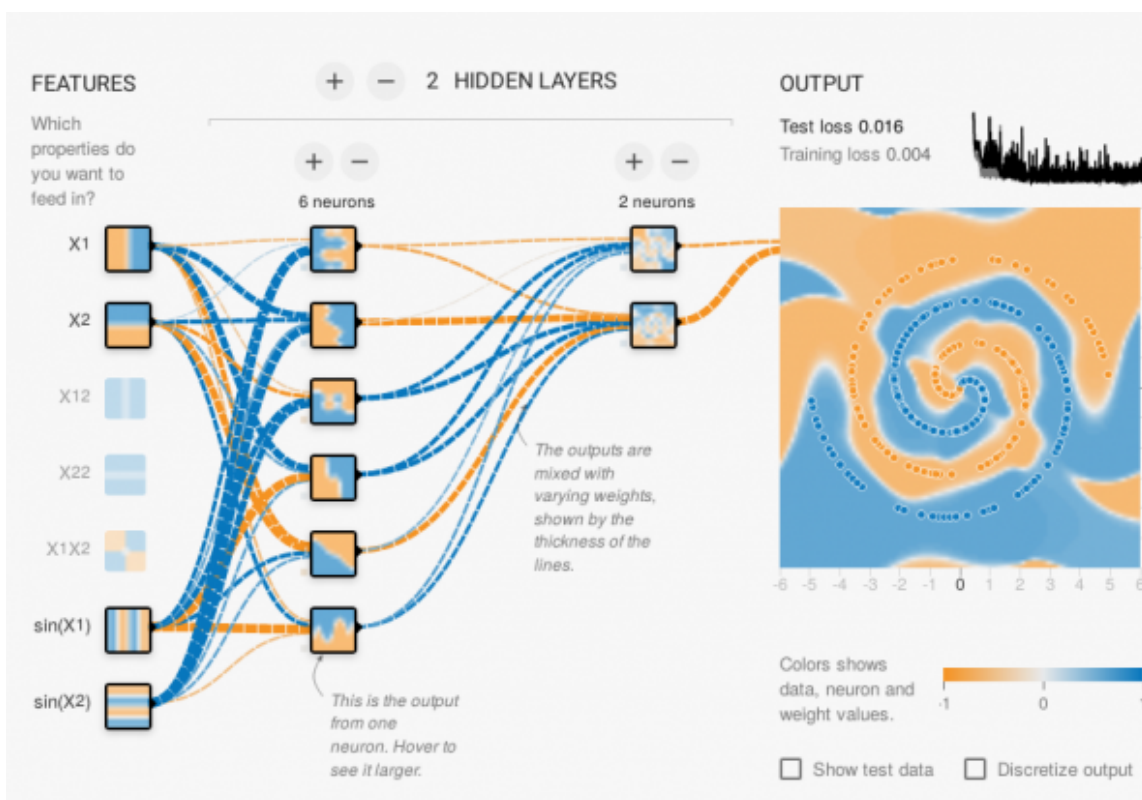 FEATURES
Which
properties do
you want to
feed in?
X1
X2
X12
X22
X1X2
sin(X1)
sin(X2)
+ − 2 HIDDEN LAYERS
+ −
6 neurons
+ −
2 neurons
The outputs are
mixed with
varying weights,
shown by the
thickness of the
lines.
This is the output
from one
neuron. Hover to
see it larger.
OUTPUT
Test loss 0.016
Training loss 0.004
-6 -5 -4 -3 -2 -1 0 1 2 3 4 5 6
Colors shows
data, neuron and
weight values.
-1 0 1
Show test data
Discretize output